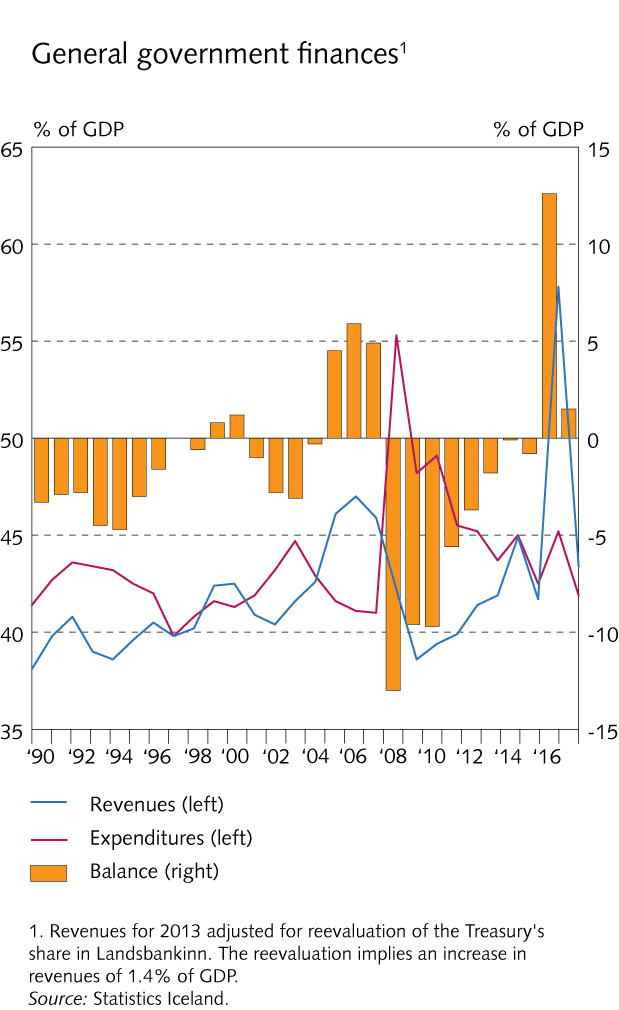 General government finances1
% of GDP % of GDP
65 15
60 10
55 5
50 0
45 -5
40 -10
35 -15
‘90 ‘92 ‘94 ‘96 ‘98 ‘00 ‘02 ‘04 ‘06 ‘08 ‘10 ‘12 ‘14 ‘16
Revenues (left)
Expenditures (left)
Balance (right)
1. Revenues for 2013 adjusted for reevaluation of the Treasury's
share in Landsbankinn. The reevaluation implies an increase in
revenues of 1.4% of GDP.
Source: Statistics Iceland.